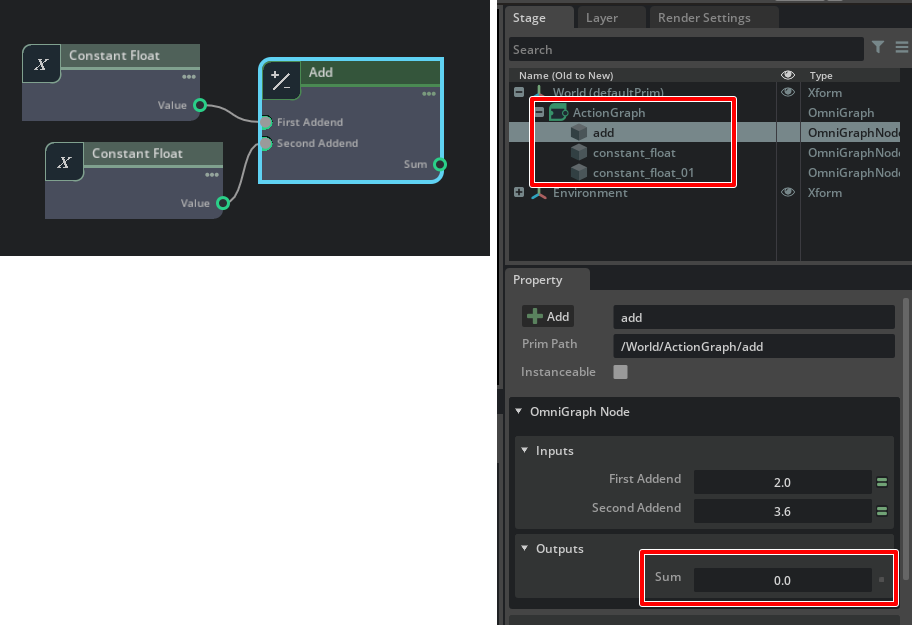 X
Constant Float
Value
X
Constant Float
Value
Add
First Addend
Second Addend
Sum
Stage
Layer
Render Settings
Search
Name (Old to New)
Type
World (defaultPrim)
Xform
ActionGraph
OmniGraph
add
OmniGraphNode
constant_float
OmniGraphNode
constant_float_01
OmniGraphNode
Environment
Xform
Property
Add
add
Prim Path
/World/ActionGraph/add
Instanceable
OmniGraph Node
Inputs
First Addend
2.0
Second Addend
3.6
Outputs
Sum
0.0